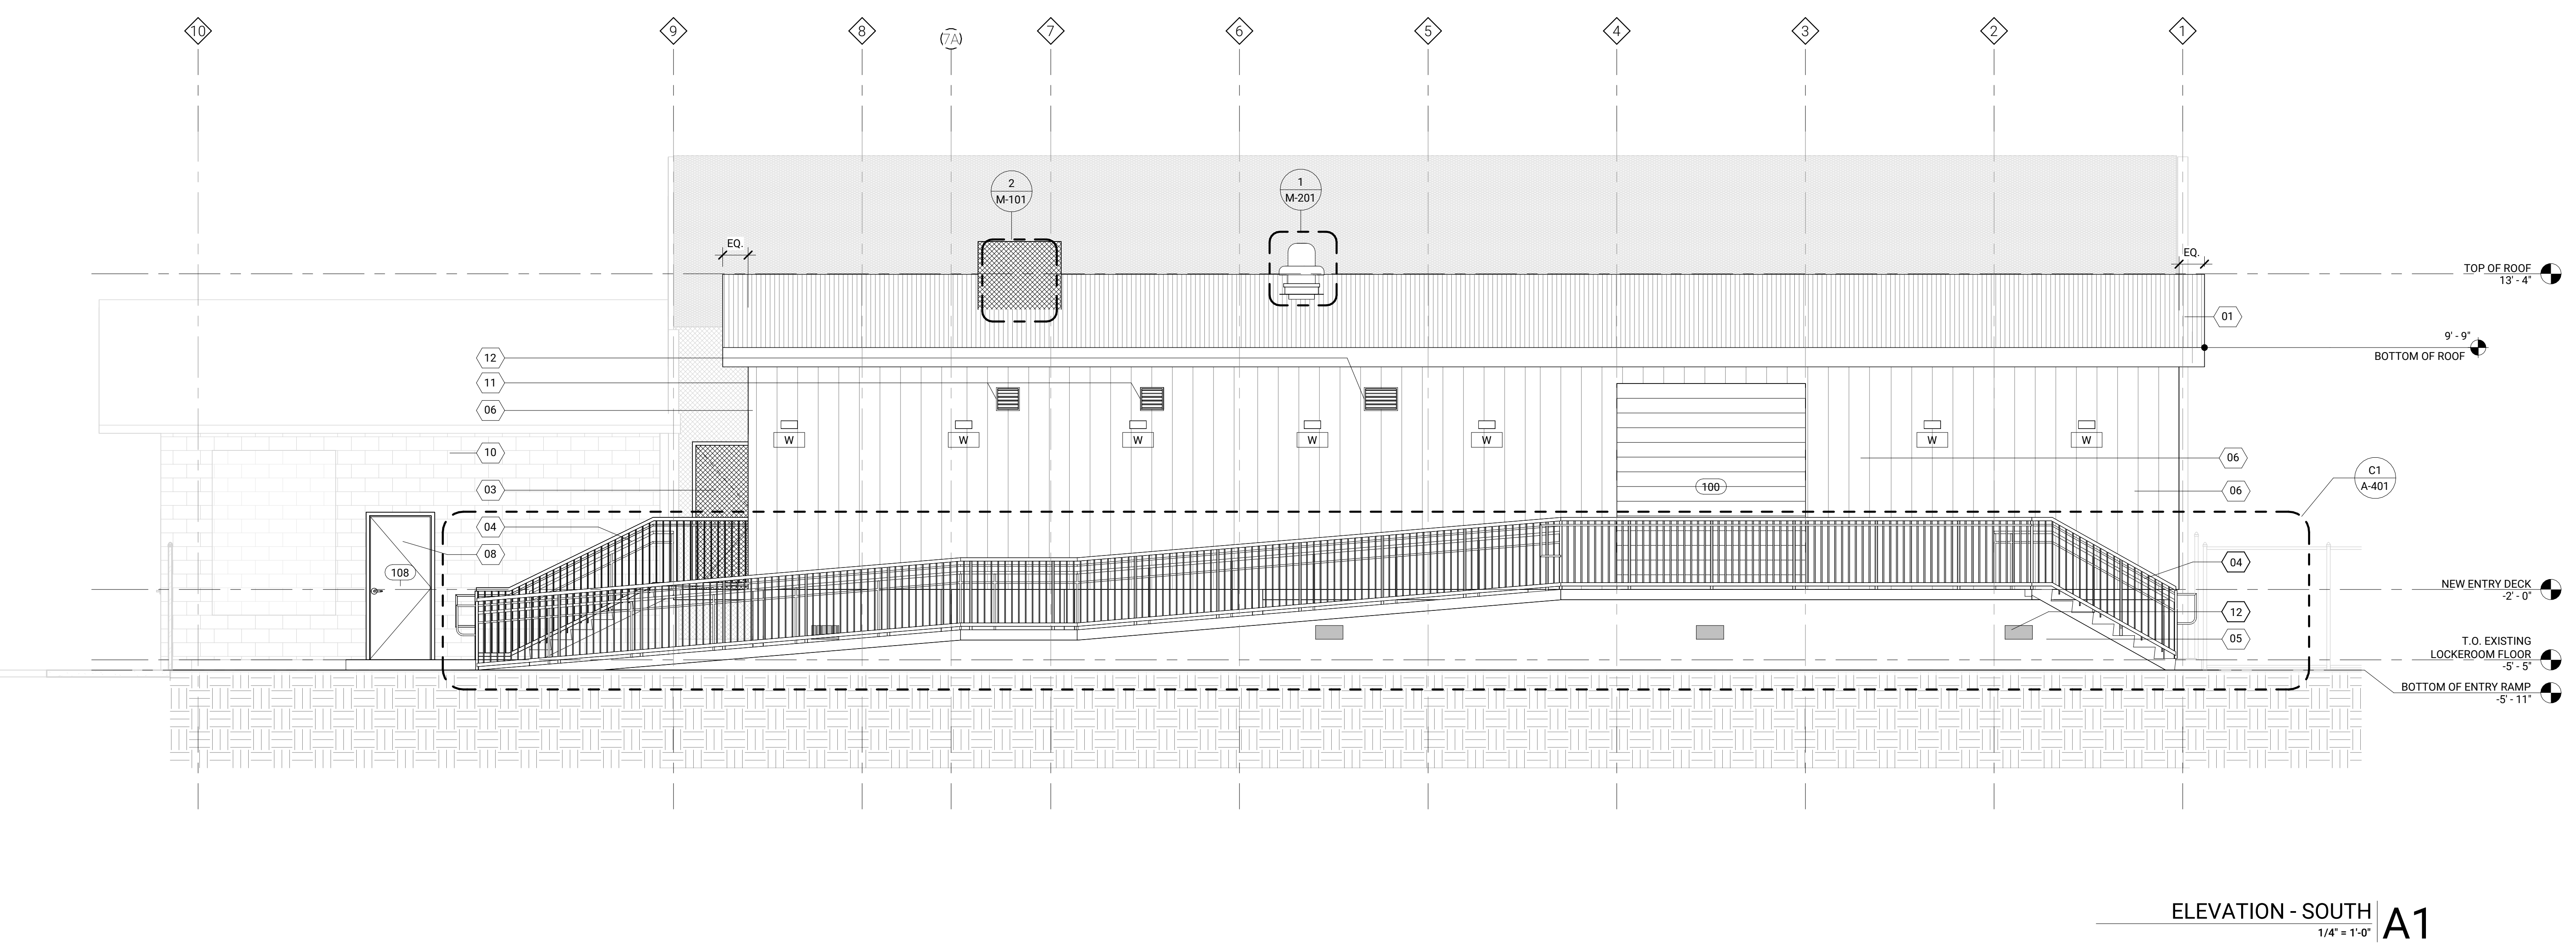 10
9
8
7A
7
6
5
4
3
2
1
2
M-101
1
M-201
EQ.
EQ.
TOP OF ROOF
13' - 4"
01
9' - 9"
BOTTOM OF ROOF
12
11
06
W
W
W
W
W
W
W
10
06
C1
A-401
03
100
06
04
08
04
108
NEW ENTRY DECK
-2' - 0"
12
05
T.O. EXISTING
LOCKEROOM FLOOR
-5' - 5"
BOTTOM OF ENTRY RAMP
-5' - 11"
ELEVATION - SOUTH
1/4" = 1'-0"
A1